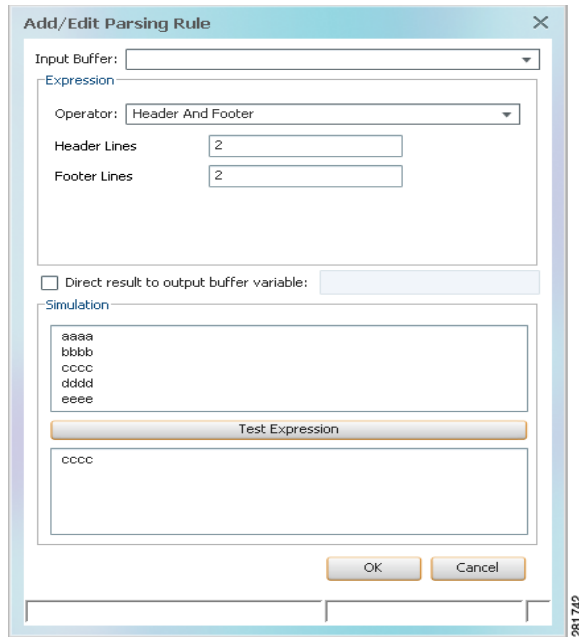 Add/Edit Parsing Rule
Input Buffer:
Expression
Operator: Header And Footer
Header Lines 2
Footer Lines 2
Direct result to output buffer variable:
Simulation
aaaa
bbbb
cccc
dddd
eeee
Test Expression
cccc
OK Cancel
281742